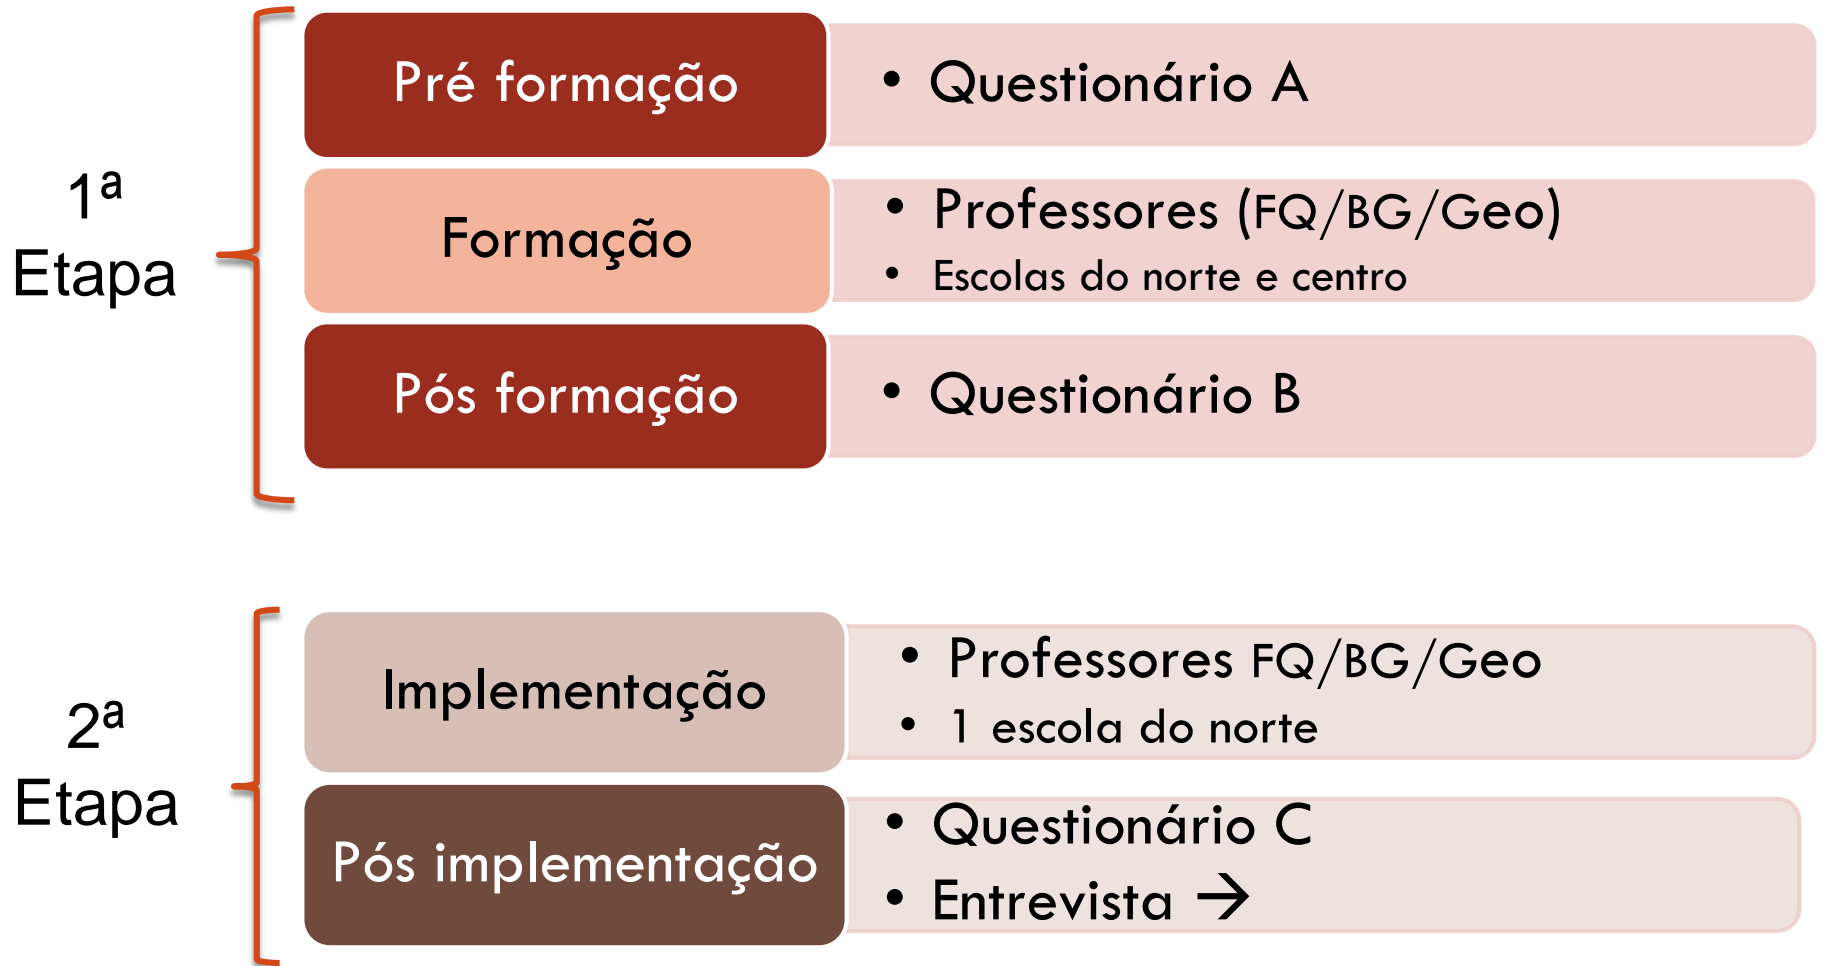 1ª
Etapa
Pré formação
• Questionário A
Formação
• Professores (FQ/BG/Geo)
• Escolas do norte e centro
Pós formação
• Questionário B
2ª
Etapa
Implementação
• Professores FQ/BG/Geo
• 1 escola do norte
Pós implementação
• Questionário C
• Entrevista →